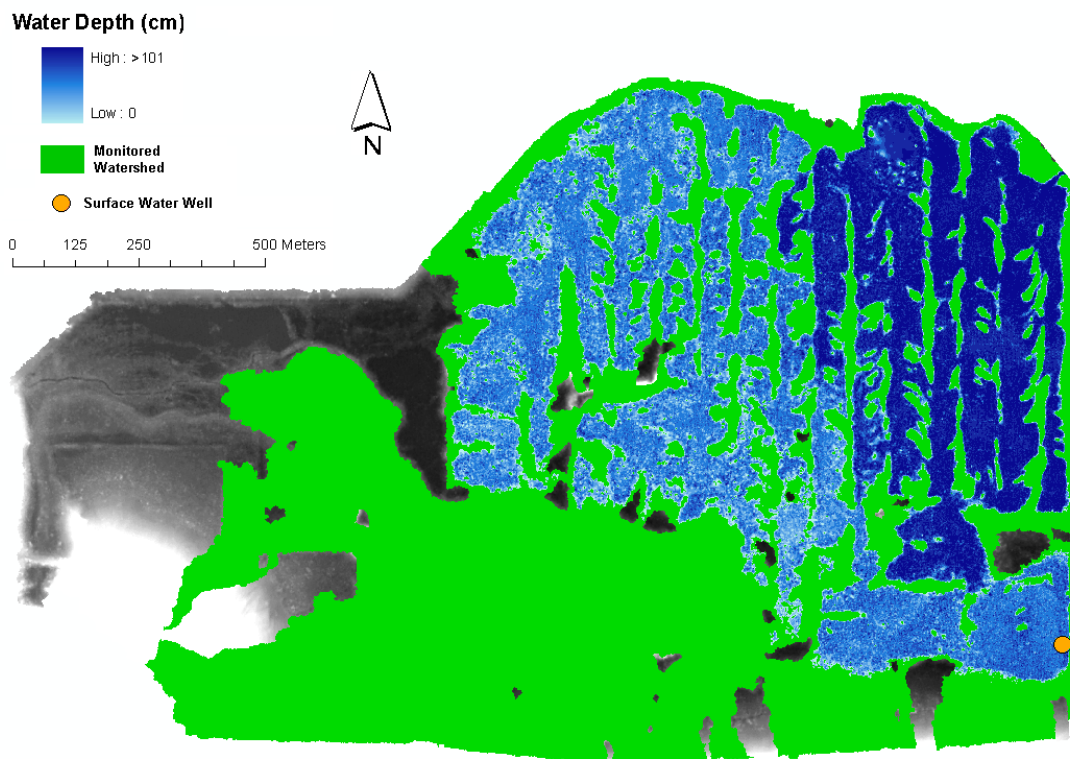 Water Depth (cm)
High : >101
Low : 0
Monitored
Watershed
Surface Water Well
0 125 250 500 Meters
N